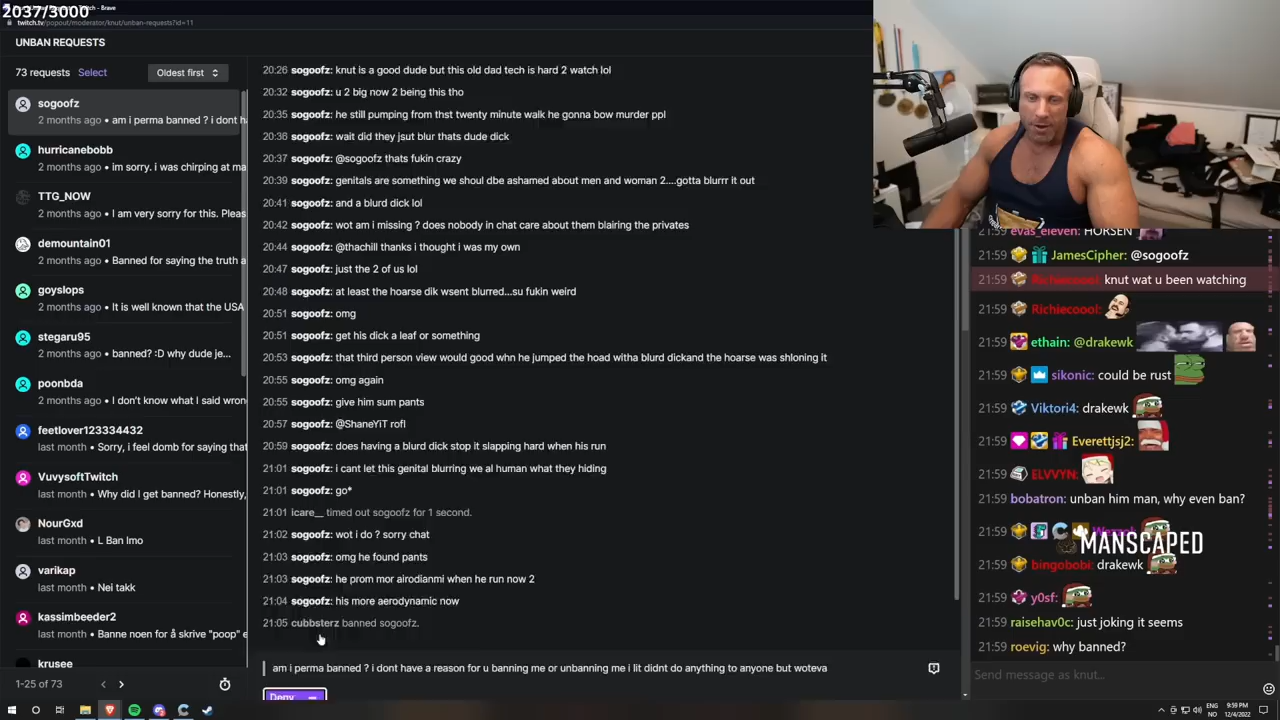 2037/3000
Pop - Brave
twitch.tv/popout/moderator/knut/unban-requests?id=11
UNBAN REQUESTS
73 requests Select Oldest first
sogoofz
2 months ago • am i perma banned ? i dont h
hurricanebobb
2 months ago • im sorry. i was chirping at ma
TTG_NOW
2 months ago • I am very sorry for this. Pleas
demountain01
2 months ago • Banned for saying the truth a
goyslops
2 months ago • It is well known that the USA
stegaru95
2 months ago • banned? :D why dude je...
poonbda
2 months ago • I don't know what I said wron
feetlover123334432
last month • Sorry, i feel domb for saying that
VuvysoftTwitch
last month • Why did I get banned? Honestly,
NourGxd
last month • L Ban lmo
varikap
last month • Nei takk
kassimbeeder2
last month • Banne noen for å skrive "poop" e
krusee
1-25 of 73
20:26 sogoofz: knut is a good dude but this old dad tech is hard 2 watch lol
20:32 sogoofz: u 2 big now 2 being this tho
20:35 sogoofz: he still pumping from thst twenty minute walk he gonna bow murder ppl
20:36 sogoofz: wait did they jsut blur thats dude dick
20:37 sogoofz: @sogoofz thats fukin crazy
20:39 sogoofz: genitals are something we shoul dbe ashamed about men and woman 2....gotta blurrr it out
20:41 sogoofz: and a blurd dick lol
20:42 sogoofz: wot am i missing ? does nobody in chat care about them blairing the privates
20:44 sogoofz: @thachill thanks i thought i was my own
20:47 sogoofz: just the 2 of us lol
20:48 sogoofz: at least the hoarse dik wsent blurred...su fukin weird
20:51 sogoofz: omg
20:51 sogoofz: get his dick a leaf or something
20:53 sogoofz: that third person view would good whn he jumped the hoad witha blurd dickand the hoarse was shloning it
20:55 sogoofz: omg again
20:55 sogoofz: give him sum pants
20:57 sogoofz: @ShaneYiT rofl
20:59 sogoofz: does having a blurd dick stop it slapping hard when his run
21:01 sogoofz: i cant let this genital blurring we al human what they hiding
21:01 sogoofz: go*
21:01 icare__ timed out sogoofz for 1 second.
21:02 sogoofz: wot i do ? sorry chat
21:03 sogoofz: omg he found pants
21:03 sogoofz: he prom mor airodianmi when he run now 2
21:04 sogoofz: his more aerodynamic now
21:05 cubbsterz banned sogoofz.
am i perma banned ? i dont have a reason for u banning me or unbanning me i lit didnt do anything to anyone but woteva
Deny
evas_eleven: HORSEN
21:59 JamesCipher: @sogoofz
21:59 Richiecoool: knut wat u been watching
21:59 Richiecoool:
21:59 ethain: @drakewk
21:59 sikonic: could be rust
21:59 Viktori4: drakewk
21:59 Everettjsj2:
21:59 ELVVYN:
21:59 bobatron: unban him man, why even ban?
21:59
MANSCAPED
21:59 bingobobi: drakewk
21:59 y0sf:
21:59 raisehav0c: just joking it seems
21:59 roevig: why banned?
Send message as knut..
ENG
NO
9:59 PM
12/4/2022